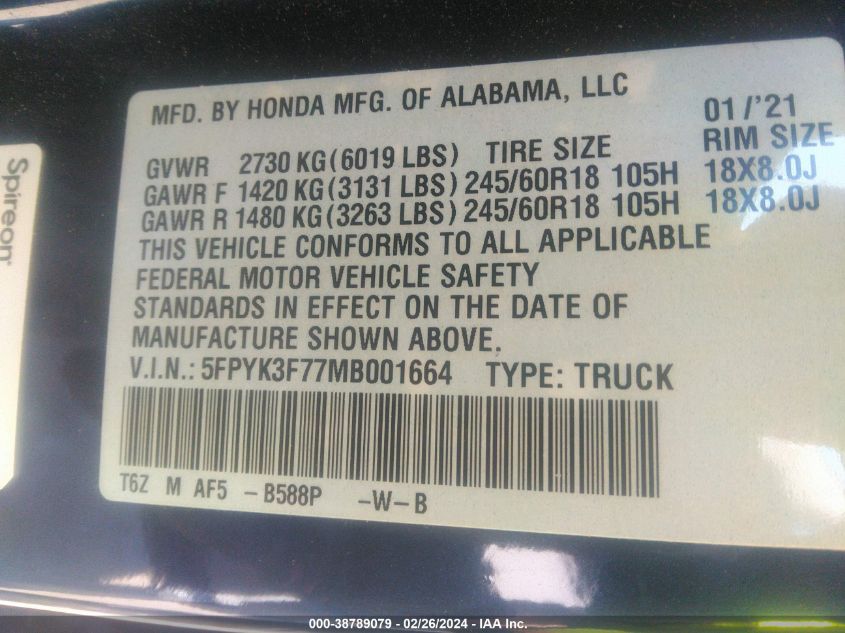 Spireon
MFD. BY HONDA MFG. OF ALABAMA, LLC 01/'21
GVWR 2730 KG (6019 LBS) TIRE SIZE RIM SIZE
GAWR F 1420 KG (3131 LBS) 245/60R18 105H 18X8.0J
GAWR R 1480 KG (3263 LBS) 245/60R18 105H 18X8.0J
THIS VEHICLE CONFORMS TO ALL APPLICABLE
FEDERAL MOTOR VEHICLE SAFETY
STANDARDS IN EFFECT ON THE DATE OF
MANUFACTURE SHOWN ABOVE.
V.I.N.: 5FPYK3F77MB001664 TYPE: TRUCK
T6Z M AF5 -B588P -W-B
000-38789079 - 02/26/2024 - IAA Inc.